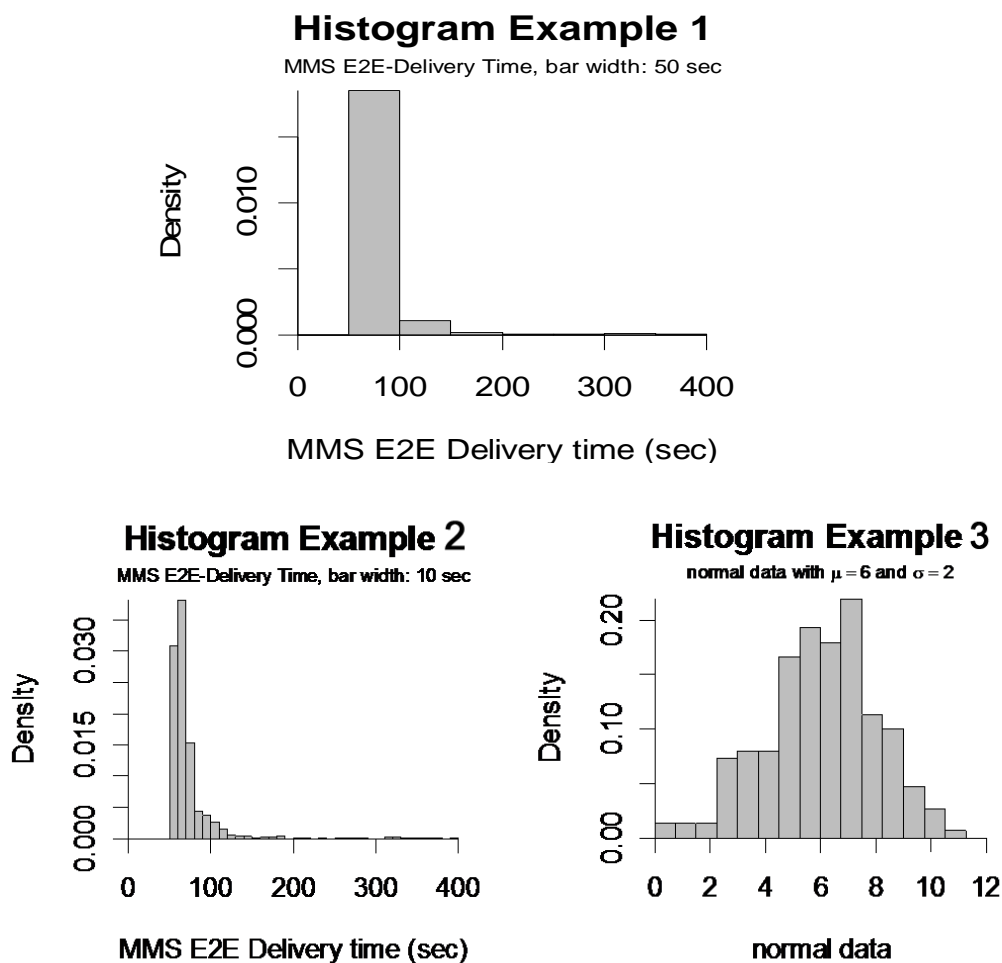 Histogram Example 1
MMS E2E-Delivery Time, bar width: 50 sec
Density
0.010
0.000
0 100 200 300 400
MMS E2E Delivery time (sec)
Histogram Example 2
MMS E2E-Delivery Time, bar width: 10 sec
Density
0.030
0.015
0.000
0 100 200 300 400
MMS E2E Delivery time (sec)
Histogram Example 3
normal data with μ = 6 and σ = 2
Density
0.20
0.10
0.00
0 2 4 6 8 10 12
normal data